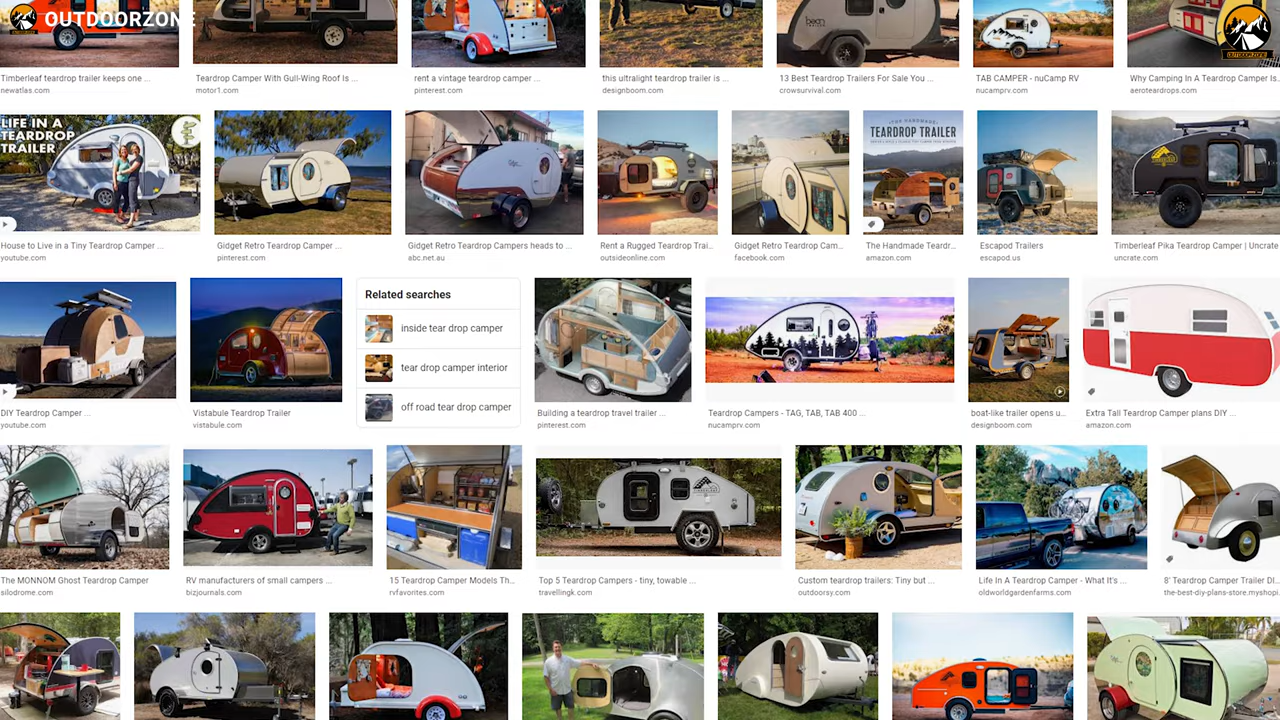 OUTDOORZONE
OUTDOORZONE
Timberleaf teardrop trailer keeps one ...
newatlas.com
Teardrop Camper With Gull-Wing Roof Is ...
motor1.com
rent a vintage teardrop camper ...
pinterest.com
this ultralight teardrop trailer is ...
designboom.com
bean
13 Best Teardrop Trailers For Sale You ...
crowsurvival.com
TAB CAMPER - nuCamp RV
nucamprv.com
Why Camping In A Teardrop Camper Is...
aeroteardrops.com
LIFE IN A
TEARDROP
TRAILER
House to Live in a Tiny Teardrop Camper ...
youtube.com
Gidget Retro Teardrop Camper ...
pinterest.com
Gidget Retro Teardrop Campers heads to ...
abc.net.au
Rent a Rugged Teardrop Trai...
outsideonline.com
Gidget Retro Teardrop Cam...
facebook.com
THE HANDMADE
TEARDROP TRAILER
The Handmade Teardr...
amazon.com
Escapod Trailers
escapod.us
Timberleaf Pika Teardrop Camper | Uncrate
uncrate.com
DIY Teardrop Camper ...
youtube.com
Vistabule Teardrop Trailer
vistabule.com
Related searches
inside tear drop camper
tear drop camper interior
off road tear drop camper
Building a teardrop travel trailer ...
pinterest.com
Teardrop Campers - TAG, TAB, TAB 400 ...
nucamprv.com
boat-like trailer opens u...
designboom.com
Extra Tall Teardrop Camper plans DIY ...
amazon.com
The MONNOM Ghost Teardrop Camper
silodrome.com
RV manufacturers of small campers ...
bizjournals.com
15 Teardrop Camper Models Th...
rvfavorites.com
Top 5 Teardrop Campers - tiny, towable ...
travellingk.com
Custom teardrop trailers: Tiny but ...
outdoorsy.com
Life In A Teardrop Camper - What It's ...
oldworldgardenfarms.com
8' Teardrop Camper Trailer DI...
the-best-diy-plans-store.myshopi...